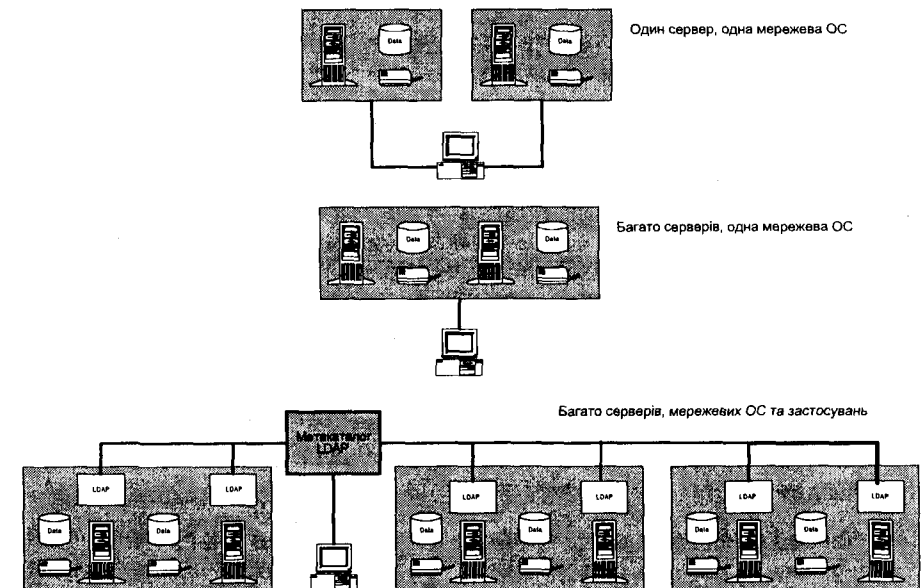 Data
Data
Один сервер, одна мережева ОС
Data
Data
Багато серверів, одна мережева ОС
Багато серверів, мережевих ОС та застосувань
Метакаталог
LDAP
LDAP
LDAP
LDAP
LDAP
LDAP
LDAP
Data
Data
Data
Data
Data
Data